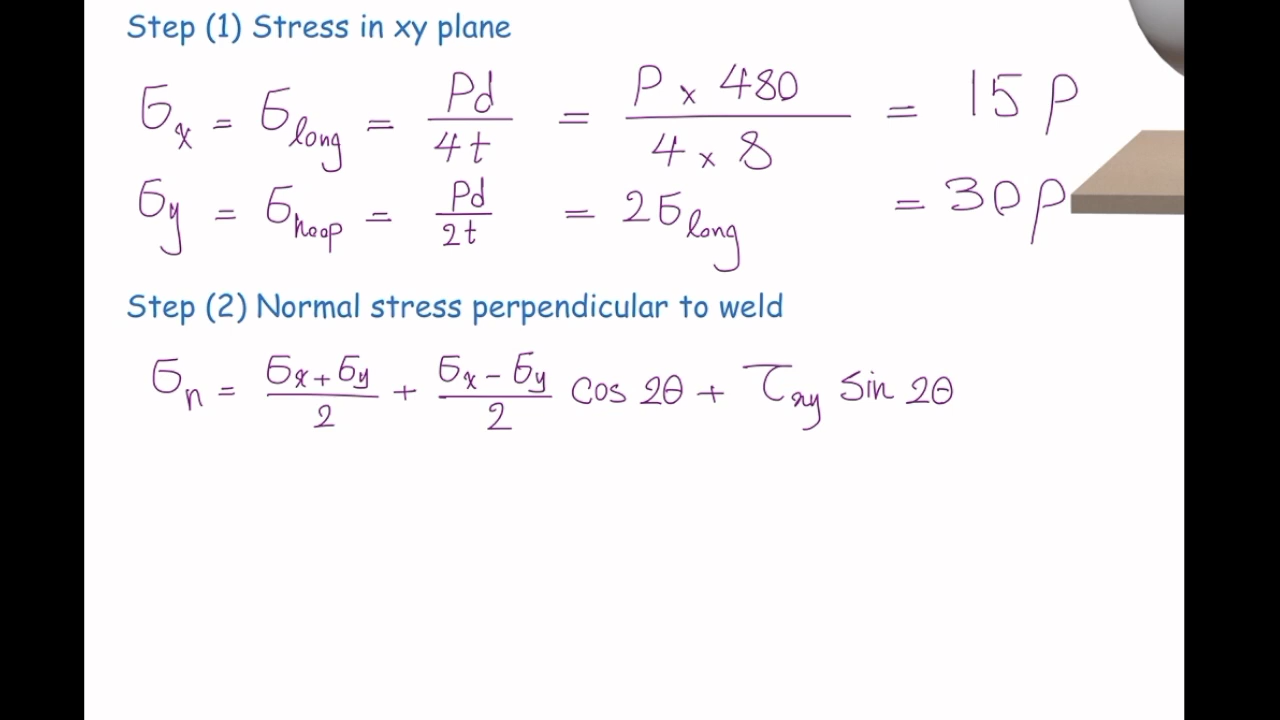 Step (1) Stress in xy plane
σx = σlong = Pd / 4t = P × 480 / 4 × 8 = 15 P
σy = σhoop = Pd / 2t = 2σlong = 30 P
Step (2) Normal stress perpendicular to weld
σn = σx + σy / 2 + σx − σy / 2 cos 2θ + τxy sin 2θ